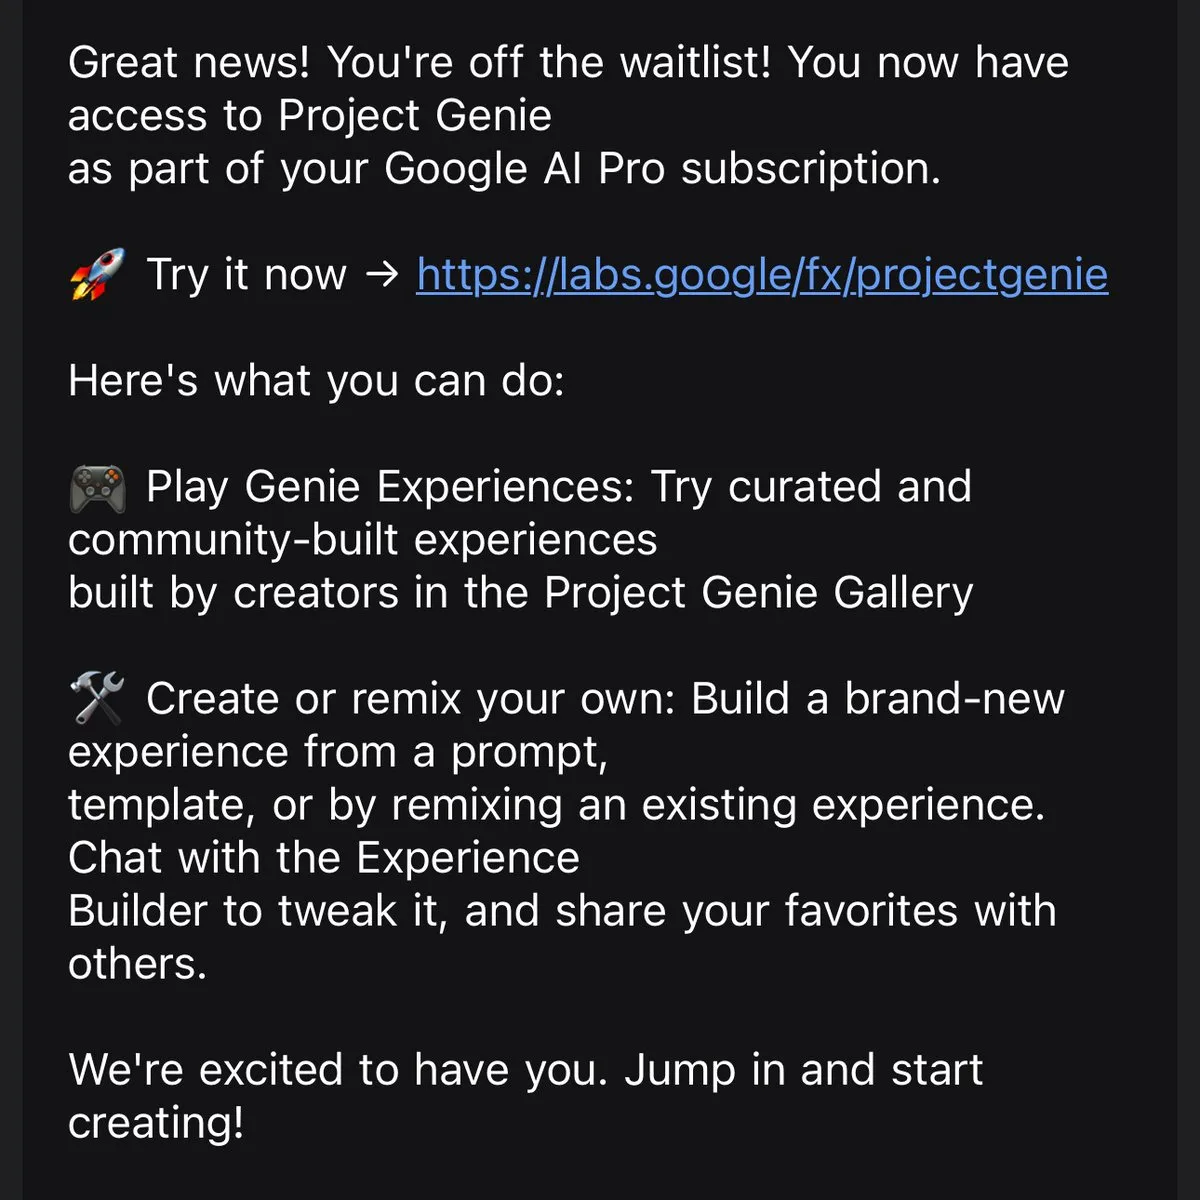 Great news! You're off the waitlist! You now have
access to Project Genie
as part of your Google AI Pro subscription.
🚀 Try it now → https://labs.google/fx/projectgenie
Here's what you can do:
🎮 Play Genie Experiences: Try curated and
community-built experiences
built by creators in the Project Genie Gallery
🛠️ Create or remix your own: Build a brand-new
experience from a prompt,
template, or by remixing an existing experience.
Chat with the Experience
Builder to tweak it, and share your favorites with
others.
We're excited to have you. Jump in and start
creating!